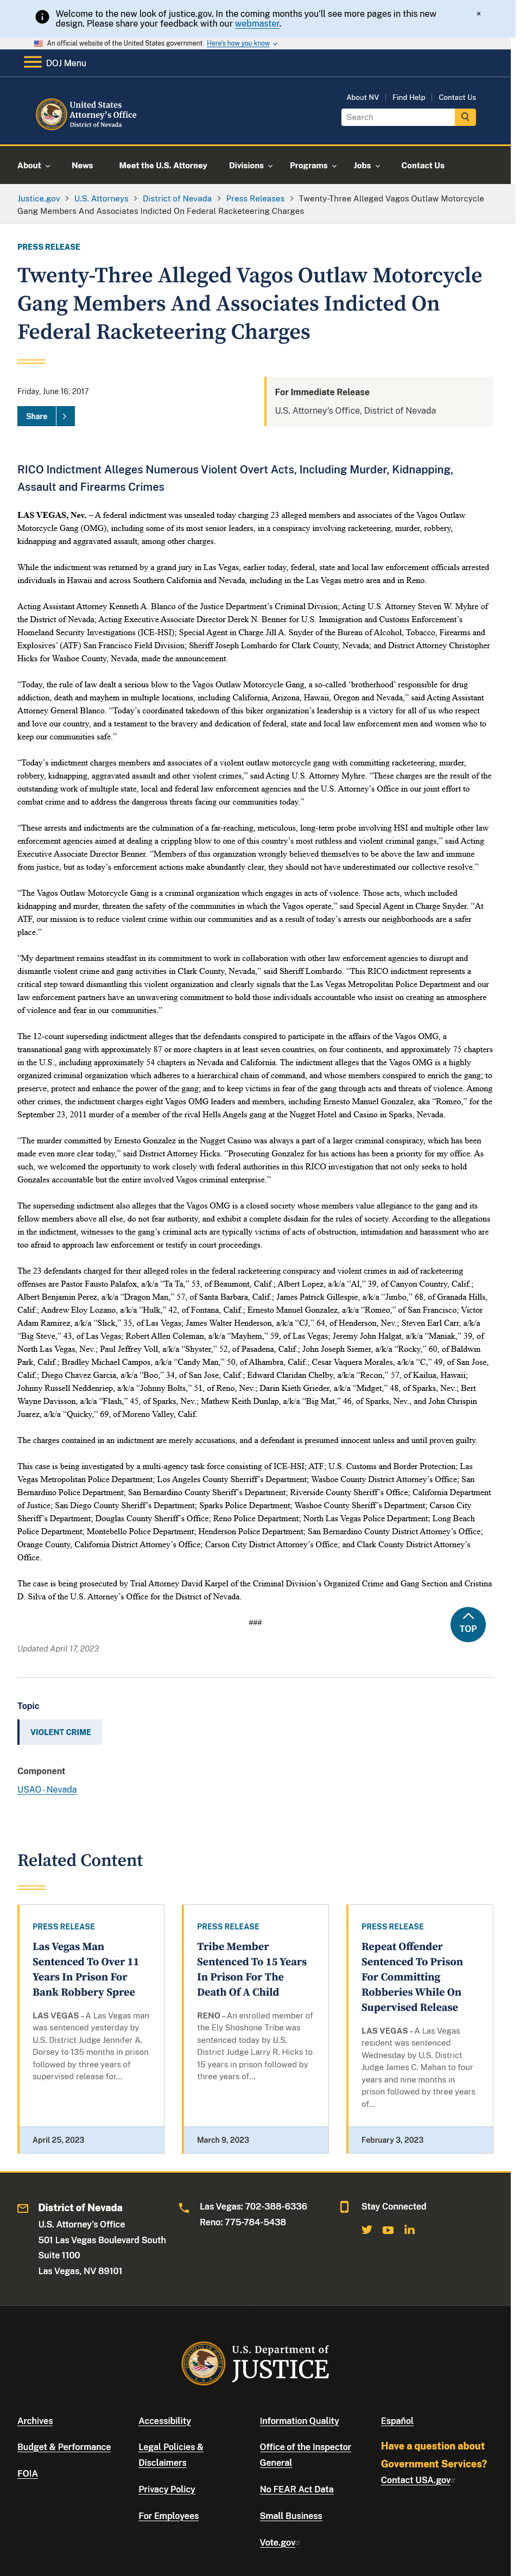 Welcome to the new look of justice.gov. In the coming months you'll see more pages in this new
design. Please share your feedback with our webmaster.
×
An official website of the United States government Here's how you know
DOJ Menu
About NV | Find Help | Contact Us
United States
Attorney's Office
District of Nevada
Search
About News Meet the U.S. Attorney Divisions Programs Jobs Contact Us
Justice.gov > U.S. Attorneys > District of Nevada > Press Releases > Twenty-Three Alleged Vagos Outlaw Motorcycle
Gang Members And Associates Indicted On Federal Racketeering Charges
PRESS RELEASE
Twenty-Three Alleged Vagos Outlaw Motorcycle
Gang Members And Associates Indicted On
Federal Racketeering Charges
Friday, June 16, 2017
Share >
For Immediate Release
U.S. Attorney's Office, District of Nevada
RICO Indictment Alleges Numerous Violent Overt Acts, Including Murder, Kidnapping,
Assault and Firearms Crimes
LAS VEGAS, Nev. – A federal indictment was unsealed today charging 23 alleged members and associates of the Vagos Outlaw
Motorcycle Gang (OMG), including some of its most senior leaders, in a conspiracy involving racketeering, murder, robbery,
kidnapping and aggravated assault, among other charges.
While the indictment was returned by a grand jury in Las Vegas, earlier today, federal, state and local law enforcement officials arrested
individuals in Hawaii and across Southern California and Nevada, including in the Las Vegas metro area and in Reno.
Acting Assistant Attorney Kenneth A. Blanco of the Justice Department's Criminal Division; Acting U.S. Attorney Steven W. Myhre of
the District of Nevada; Acting Executive Associate Director Derek N. Benner for U.S. Immigration and Customs Enforcement's
Homeland Security Investigations (ICE-HSI); Special Agent in Charge Jill A. Snyder of the Bureau of Alcohol, Tobacco, Firearms and
Explosives' (ATF) San Francisco Field Division; Sheriff Joseph Lombardo for Clark County, Nevada; and District Attorney Christopher
Hicks for Washoe County, Nevada, made the announcement.
"Today, the rule of law dealt a serious blow to the Vagos Outlaw Motorcycle Gang, a so-called 'brotherhood' responsible for drug
addiction, and mayhem in multiple locations, including California, Arizona, Hawaii, Oregon and Nevada," said Acting Assistant
Attorney General Blanco. "Today's coordinated takedown of this biker organization's leadership is a victory for all of us who respect
and obey the law, and a testament to the bravery and dedication of federal, state and local law enforcement men and women who to
keep our communities safe."
"Today's indictment charges members and associates of a violent outlaw motorcycle gang with committing racketeering, murder,
robbery, kidnapping, aggravated assault and other violent crimes," said Acting U.S. Attorney Myhre. "These charges are the result of the
outstanding work of multiple state, local and federal law enforcement agencies and the U.S. Attorney's Office in our joint effort to
combat crime and to address the dangerous threats facing our communities today."
"These arrests and indictments are the culmination of a far-reaching, meticulous, long-term probe involving HSI and multiple other law
enforcement agencies aimed at dealing a crippling blow to one of this country's most violent and ruthless criminal gangs," said Acting
Executive Associate Director Benner. "Members of this organization wrongly believed themselves to be above the law and immune
from justice, but as today's enforcement actions make abundantly clear, they should not have underestimated our collective resolve."
"The Vagos Outlaw Motorcycle Gang is a criminal organization which engages in acts of violence. Those acts, which included
kidnapping and murder, threaten the safety of the communities in which the Vagos operate," said Special Agent in Charge Snyder. "At
ATF, our mission is to reduce violent crime within our communities and as a result of today's arrests our neighborhoods are a safer
place."
"My department remains steadfast in its commitment to work in collaboration with other law enforcement agencies to disrupt and
dismantle violent crime and gang activities in Clark County, Nevada," said Sheriff Lombardo. "This RICO indictment represents a
critical step toward dismantling this violent organization and clearly signals that the Las Vegas Metropolitan Police Department and our
law enforcement partners have an unwavering commitment to hold those individuals accountable who insist on creating an atmosphere
of violence and fear in our communities."
The 12-count superseding indictment alleges that the defendants conspired to participate in the affairs of the Vagos OMG, a
transnational gang with approximately 87 or more chapters in at least seven countries, on four continents, and approximately 75 chapters
in the U.S., including approximately 54 chapters in Nevada and California. The indictment alleges that the Vagos OMG is a highly
organized criminal organization which adheres to a hierarchical chain of command, and whose members conspired to enrich the gang; to
preserve, protect and enhance the power of the gang; and to keep victims in fear of the gang through acts and threats of violence. Among
other crimes, the indictment charges eight Vagos OMG leaders and members, including Ernesto Manuel Gonzalez, aka "Romeo," for the
September 23, 2011 murder of a member of the rival Hells Angels gang at the Nugget Hotel and Casino in Sparks, Nevada.
"The murder committed by Ernesto Gonzalez in the Nugget Casino was always a part of a larger criminal conspiracy, which has been
made even more clear today," said District Attorney Hicks. "Prosecuting Gonzalez for his actions has been a priority for my office. As
such, we welcomed the opportunity to work closely with federal authorities in this RICO investigation that not only seeks to hold
Gonzales accountable but the entire involved Vagos criminal enterprise."
The superseding indictment also alleges that the Vagos OMG is a closed society whose members value allegiance to the gang and its
fellow members above all else, do not fear authority, and exhibit a complete disdain for the rules of society. According to the allegations
in the indictment, witnesses to the gang's criminal acts are typically victims of acts of obstruction, intimidation and harassment who are
too afraid to approach law enforcement or testify in court proceedings.
The 23 defendants charged for their alleged roles in the federal racketeering conspiracy and violent crimes in aid of racketeering
offenses are Pastor Fausto Palafox, a/k/a "Ta Ta," 53, of Beaumont, Calif.; Albert Lopez, a/k/a "Al," 39, of Canyon Country, Calif.;
Albert Benjamin Perez, a/k/a "Dragon Man," 57, of Santa Barbara, Calif.; James Patrick Gillespie, a/k/a "Jimbo," 68, of Granada Hills,
Calif.; Andrew Eloy Lozano, a/k/a "Hulk," 42, of Fontana, Calif.; Ernesto Manuel Gonzalez, a/k/a "Romeo," of San Francisco; Victor
Adam Ramirez, a/k/a "Slick," 35, of Las Vegas; James Walter Henderson, a/k/a "CJ," 64, of Henderson, Nev.; Steven Earl Carr, a/k/a
"Big Steve," 43, of Las Vegas; Robert Allen Coleman, a/k/a "Mayhem," 59, of Las Vegas; Jeremy John Halgat, a/k/a "Maniak," 39, of
North Las Vegas, Nev.; Paul Jeffrey Voll, a/k/a "Shyster," 52, of Pasadena, Calif.; John Joseph Siemer, a/k/a "Rocky," 60, of Baldwin
Park, Calif.; Bradley Michael Campos, a/k/a "Candy Man," 50, of Alhambra, Calif.; Cesar Vaquera Morales, a/k/a "C," 49, of San Jose,
Calif.; Diego Chavez Garcia, a/k/a "Boo," 34, of San Jose, Calif.; Edward Claridan Chelby, a/k/a "Recon," 57, of Kailua, Hawaii;
Johnny Russell Neddenriep, a/k/a "Johnny Bolts," 51, of Reno, Nev.; Darin Kieth Grieder, a/k/a "Midget," 48, of Sparks, Nev.; Bert
Wayne Davisson, a/k/a "Flash," 45, of Sparks, Nev.; Mathew Keith Dunlap, a/k/a "Big Mat," 46, of Sparks, Nev., and John Chrispin
Juarez, a/k/a "Quicky," 69, of Moreno Valley, Calif.
The charges contained in an indictment are merely accusations, and a defendant is presumed innocent unless and until proven guilty.
This case is being investigated by a multi-agency task force consisting of ICE-HSI; ATF; U.S. Customs and Border Protection; Las
Vegas Metropolitan Police Department; Los Angeles County Sherriff's Department; Washoe County District Attorney's Office; San
Bernardino Police Department; San Bernardino County Sheriff's Department; Riverside County Sheriff's Office; California Department
of Justice; San Diego County Sheriff's Department; Sparks Police Department; Washoe County Sheriff's Department; Carson City
Sheriff's Department; Douglas County Sheriff's Office; Reno Police Department; North Las Vegas Police Department; Long Beach
Police Department; Montebello Police Department; Henderson Police Department; San Bernardino County District Attorney's Office;
Orange County, California District Attorney's Office; Carson City District Attorney's Office; and Clark County District Attorney's
Office.
The case is being prosecuted by Trial Attorney David Karpel of the Criminal Division's Organized Crime and Gang Section and Cristina
D. Silva of the U.S. Attorney's Office for the District of Nevada.
###
TOP
Updated April 17, 2023
Topic
VIOLENT CRIME
Component
USAO - Nevada
Related Content
PRESS RELEASE
Las Vegas Man
Sentenced To Over 11
Years In Prison For
Bank Robbery Spree
LAS VEGAS – A Las Vegas man
was sentenced yesterday by
U.S. District Judge Jennifer A.
Dorsey to 135 months in prison
followed by three years of
supervised release for...
April 25, 2023
PRESS RELEASE
Tribe Member
Sentenced To 15 Years
In Prison For The
Death Of A Child
RENO – An enrolled member of
the Ely Shoshone Tribe was
sentenced today by U.S.
District Judge Larry R. Hicks to
15 years in prison followed by
three years of...
March 9, 2023
PRESS RELEASE
Repeat Offender
Sentenced To Prison
For Committing
Robberies While On
Supervised Release
LAS VEGAS – A Las Vegas
resident was sentenced
Wednesday by U.S. District
Judge James C. Mahan to four
years and nine months in
prison followed by three years
of...
February 3, 2023
District of Nevada
U.S. Attorney's Office
501 Las Vegas Boulevard South
Suite 1100
Las Vegas, NV 89101
Las Vegas: 702-388-6336
Reno: 775-784-5438
Stay Connected
U.S. Department of
JUSTICE
Archives
Budget & Performance
FOIA
Accessibility
Legal Policies &
Disclaimers
Privacy Policy
For Employees
Information Quality
Office of the Inspector
General
No FEAR Act Data
Small Business
Vote.gov
Español
Have a question about
Government Services?
Contact USA.gov